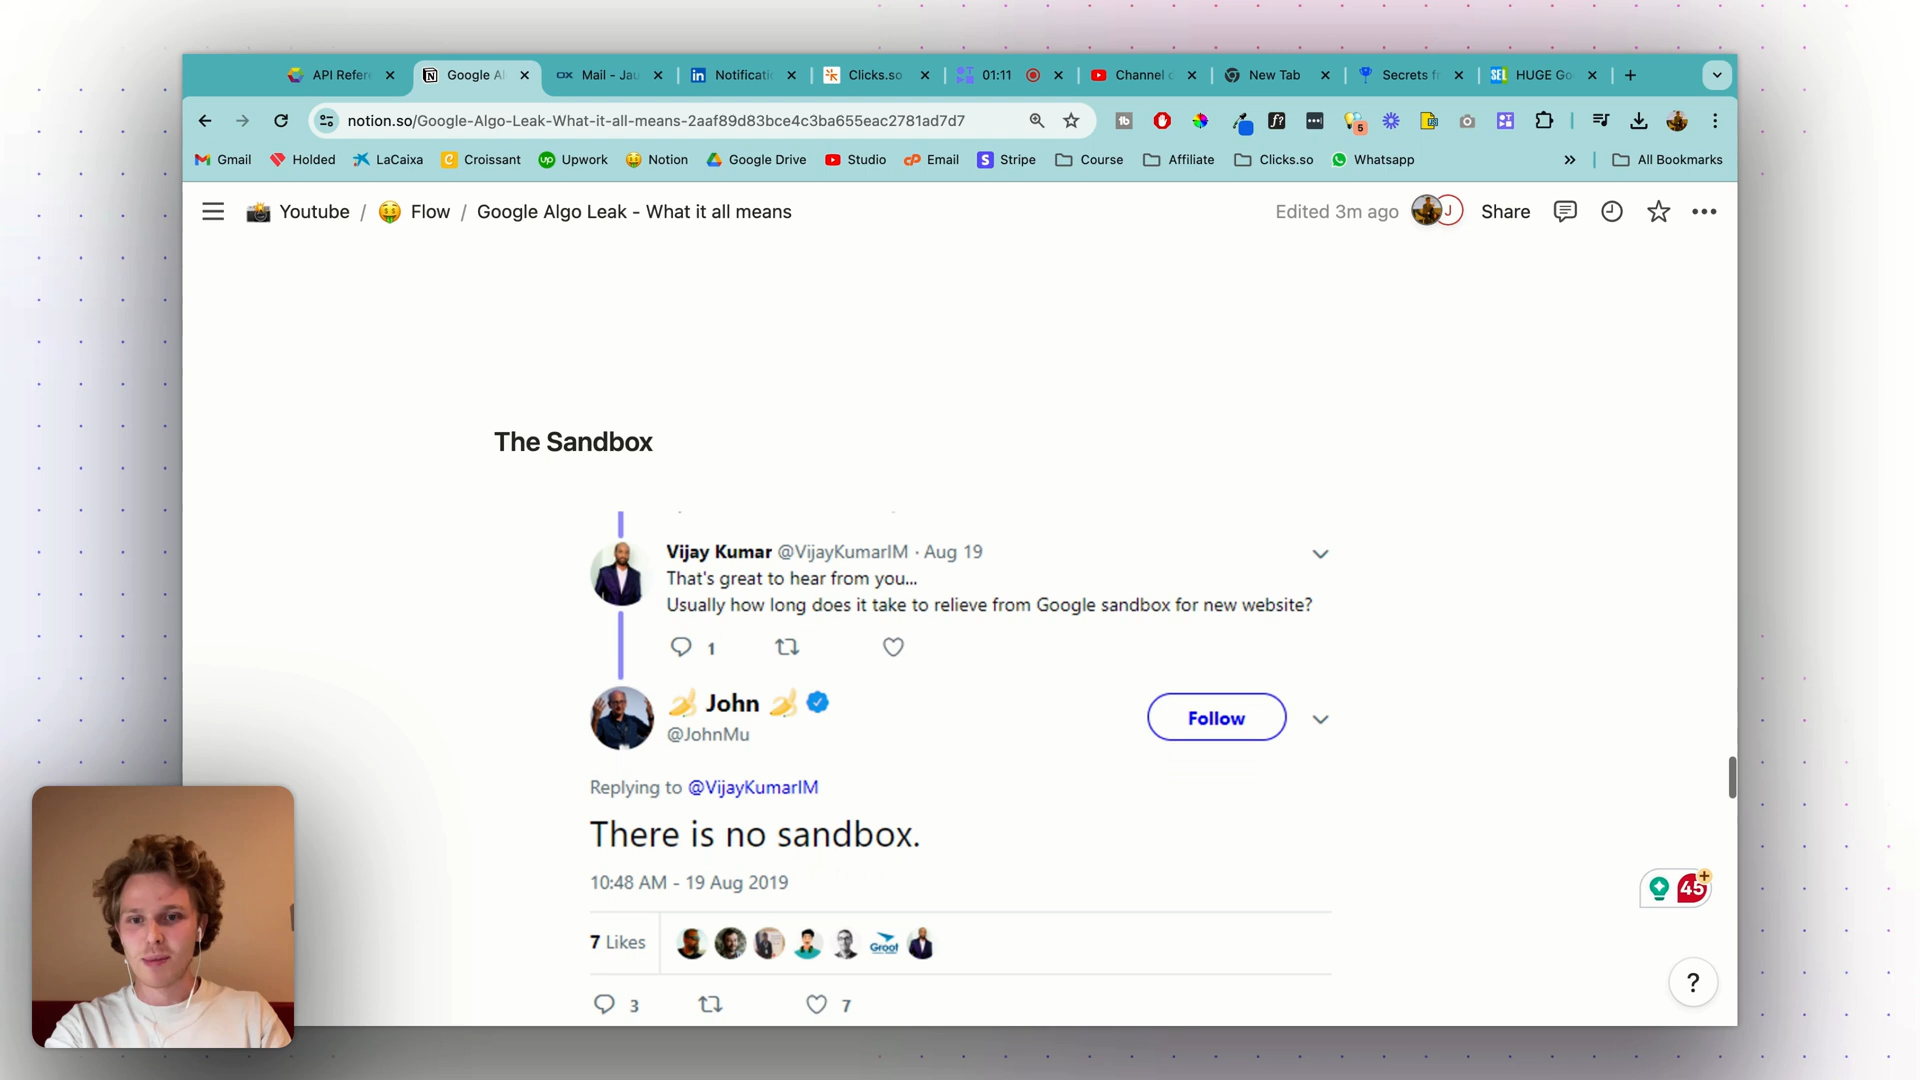 API Refer
Google Al
Mail - Jau
Notificatio
Clicks.so
01:11
Channel c
New Tab
Secrets f
HUGE Go
notion.so/Google-Algo-Leak-What-it-all-means-2aaf89d83bce4c3ba655eac2781ad7d7
Gmail
Holded
LaCaixa
Croissant
Upwork
Notion
Google Drive
Studio
Email
Stripe
Course
Affiliate
Clicks.so
Whatsapp
All Bookmarks
Youtube / Flow / Google Algo Leak - What it all means
Edited 3m ago
J
Share
The Sandbox
Vijay Kumar @VijayKumarIM · Aug 19
That's great to hear from you...
Usually how long does it take to relieve from Google sandbox for new website?
1
John
@JohnMu
Follow
Replying to @VijayKumarIM
There is no sandbox.
10:48 AM - 19 Aug 2019
7 Likes
Groot
3
7
45
?